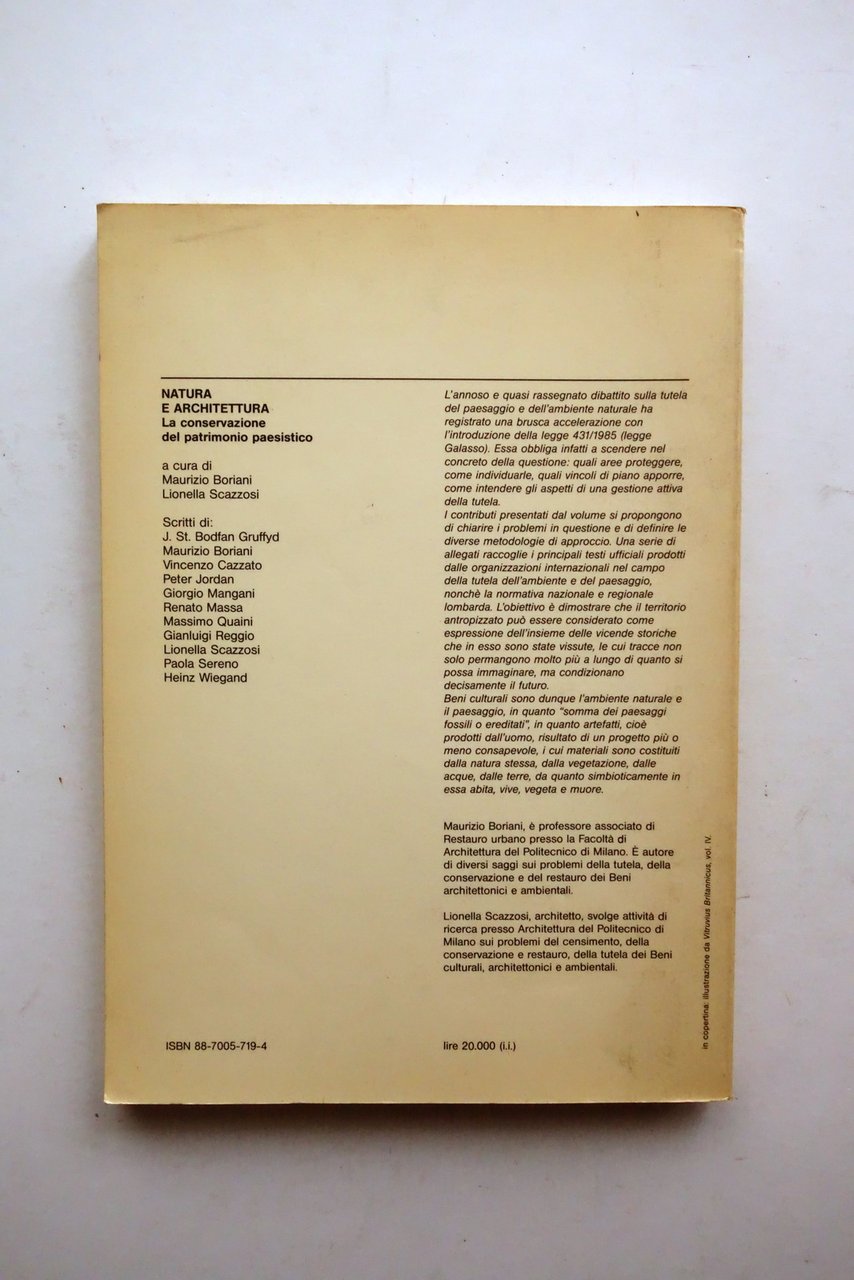 NATURA
E ARCHITETTURA
La conservazione
del patrimonio paesistico
a cura di
Maurizio Boriani
Lionella Scazzosi
Scritti di:
J. St. Bodfan Gruffyd
Maurizio Boriani
Vincenzo Cazzato
Peter Jordan
Giorgio Mangani
Renato Massa
Massimo Quaini
Gianluigi Reggio
Lionella Scazzosi
Paola Sereno
Heinz Wiegand
ISBN 88-7005-719-4
L'annoso e quasi rassegnato dibattito sulla tutela
del paesaggio e dell'ambiente naturale ha
registrato una brusca accelerazione con
l'introduzione della legge 431/1985 (legge
Galasso). Essa obbliga infatti a scendere nel
concreto della questione: quali aree proteggere,
come individuarle, quali vincoli di piano apporre,
come intendere gli aspetti di una gestione attiva
della tutela.
I contributi presentati dal volume si propongono
di chiarire i problemi in questione e di definire le
diverse metodologie di approccio. Una serie di
allegati raccoglie i principali testi ufficiali prodotti
dalle organizzazioni internazionali nel campo
della tutela dell'ambiente e del paesaggio,
nonchè la normativa nazionale e regionale
lombarda. L'obiettivo è dimostrare che il territorio
antropizzato può essere considerato come
espressione dell'insieme delle vicende storiche
che in esso sono state vissute, le cui tracce non
solo permangono molto più a lungo di quanto si
possa immaginare, ma condizionano
decisamente il futuro.
Beni culturali sono dunque l'ambiente naturale e
il paesaggio, in quanto "somma dei paesaggi
fossili o ereditati", in quanto artefatti, cioè
prodotti dall'uomo, risultato di un progetto più o
meno consapevole, i cui materiali sono costituiti
dalla natura stessa, dalla vegetazione, dalle
acque, dalle terre, da quanto simbioticamente in
essa abita, vive, vegeta e muore.
Maurizio Boriani, è professore associato di
Restauro urbano presso la Facoltà di
Architettura del Politecnico di Milano. È autore
di diversi saggi sui problemi della tutela, della
conservazione e del restauro dei Beni
architettonici e ambientali.
Lionella Scazzosi, architetto, svolge attività di
ricerca presso Architettura del Politecnico di
Milano sui problemi del censimento, della
conservazione e restauro, della tutela dei Beni
culturali, architettonici e ambientali.
lire 20.000 (i.i.)
in copertina: illustrazione da Vitruvius Britannicus, vol. IV.